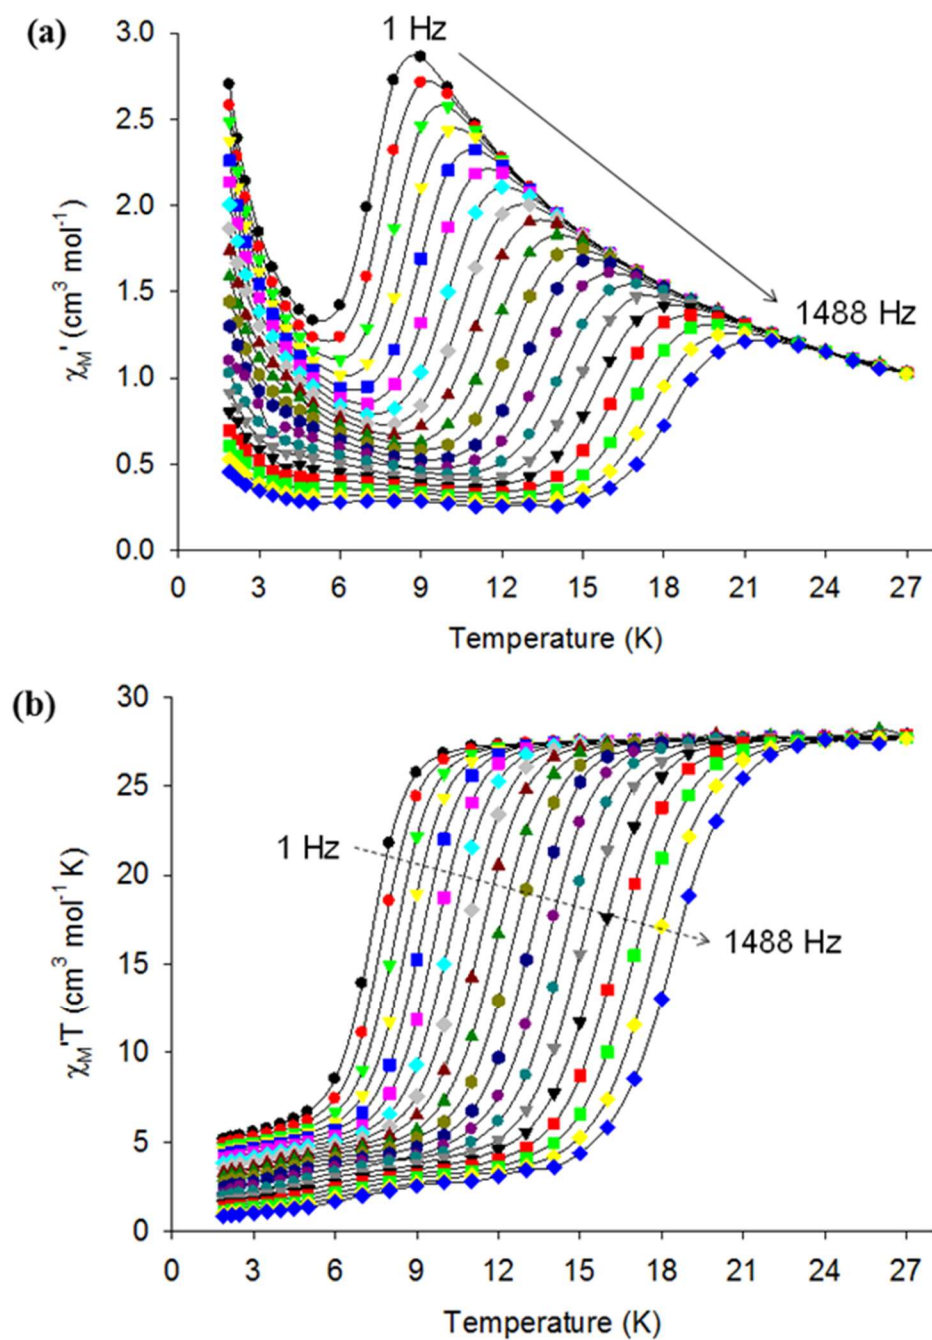 (a)
1 Hz
3.0
2.5
2.0
1.5
1.0
0.5
0.0
χM' (cm³ mol⁻¹)
1488 Hz
0 3 6 9 12 15 18 21 24 27
Temperature (K)
(b)
30
25
20
15
10
5
0
χM'T (cm³ mol⁻¹ K)
1 Hz
1488 Hz
0 3 6 9 12 15 18 21 24 27
Temperature (K)